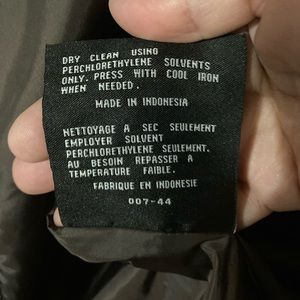 DRY CLEAN USING
PERCHLORETHYLENE SOLVENTS
ONLY. PRESS WITH COOL IRON
WHEN NEEDED.
MADE IN INDONESIA
NETTOYAGE A SEC SEULEMENT
EMPLOYER SOLVENT
PERCHLORETHYLENE SEULEMENT.
AU BESOIN REPASSER A
TEMPERATURE FAIBLE.
FABRIQUE EN INDONESIE
007-44